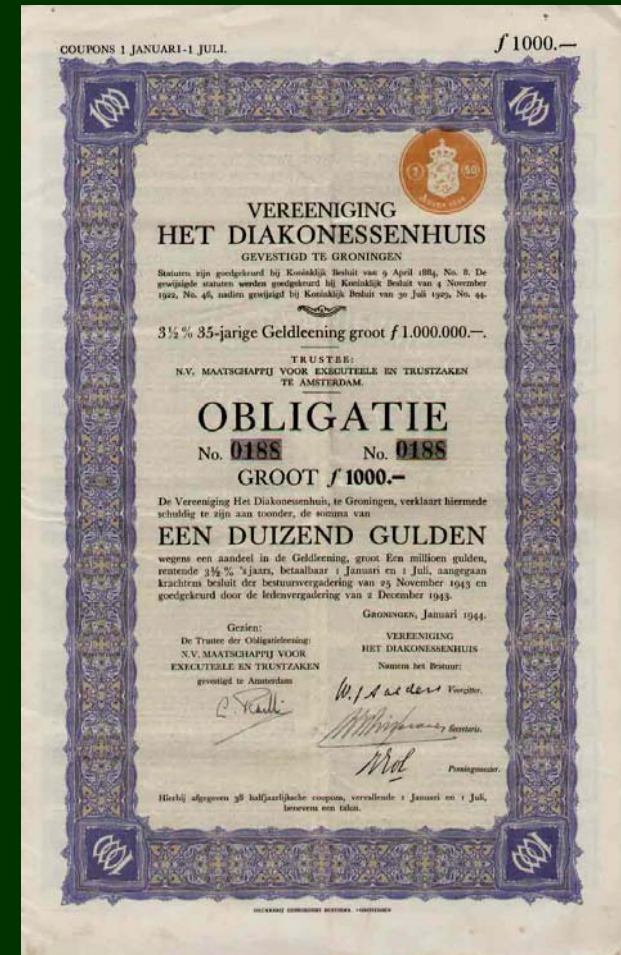 COUPONS 1 JANUARI-1 JULI.
ƒ 1000.—
1000
1000
2 50
VEREENIGING
HET DIAKONESSENHUIS
GEVESTIGD TE GRONINGEN
Statuten zijn goedgekeurd bij Koninklijk Besluit van 9 April 1884, No. 8. De
gewijzigde statuten werden goedgekeurd bij Koninklijk Besluit van 4 November
1922, No. 46, nadien gewijzigd bij Koninklijk Besluit van 30 Juli 1929, No. 44.
3½ % 35-jarige Geldleening groot ƒ 1.000.000.—.
TRUSTEE:
N.V. MAATSCHAPPIJ VOOR EXECUTEELE EN TRUSTZAKEN
TE AMSTERDAM.
OBLIGATIE
No. 0188 No. 0188
GROOT ƒ 1000.—
De Vereeniging Het Diakonessenhuis, te Groningen, verklaart hiermede
schuldig te zijn aan toonder, de somma van
EEN DUIZEND GULDEN
wegens een aandeel in de Geldleening, groot Een millioen gulden,
rentende 3½ % 's jaars, betaalbaar 1 Januari en 1 Juli, aangegaan
krachtens besluit der bestuursvergadering van 25 November 1943 en
goedgekeurd door de ledenvergadering van 2 December 1943.
GRONINGEN, Januari 1944.
Gezien:
De Trustee der Obligatieleening:
N.V. MAATSCHAPPIJ VOOR
EXECUTEELE EN TRUSTZAKEN
gevestigd te Amsterdam
VEREENIGING
HET DIAKONESSENHUIS
Namens het Bestuur:
Voorzitter.
Secretaris.
Penningmeester.
Hierbij afgegeven 38 halfjaarlijksche coupons, vervallende 1 Januari en 1 Juli,
benevens een talon.
1000
1000